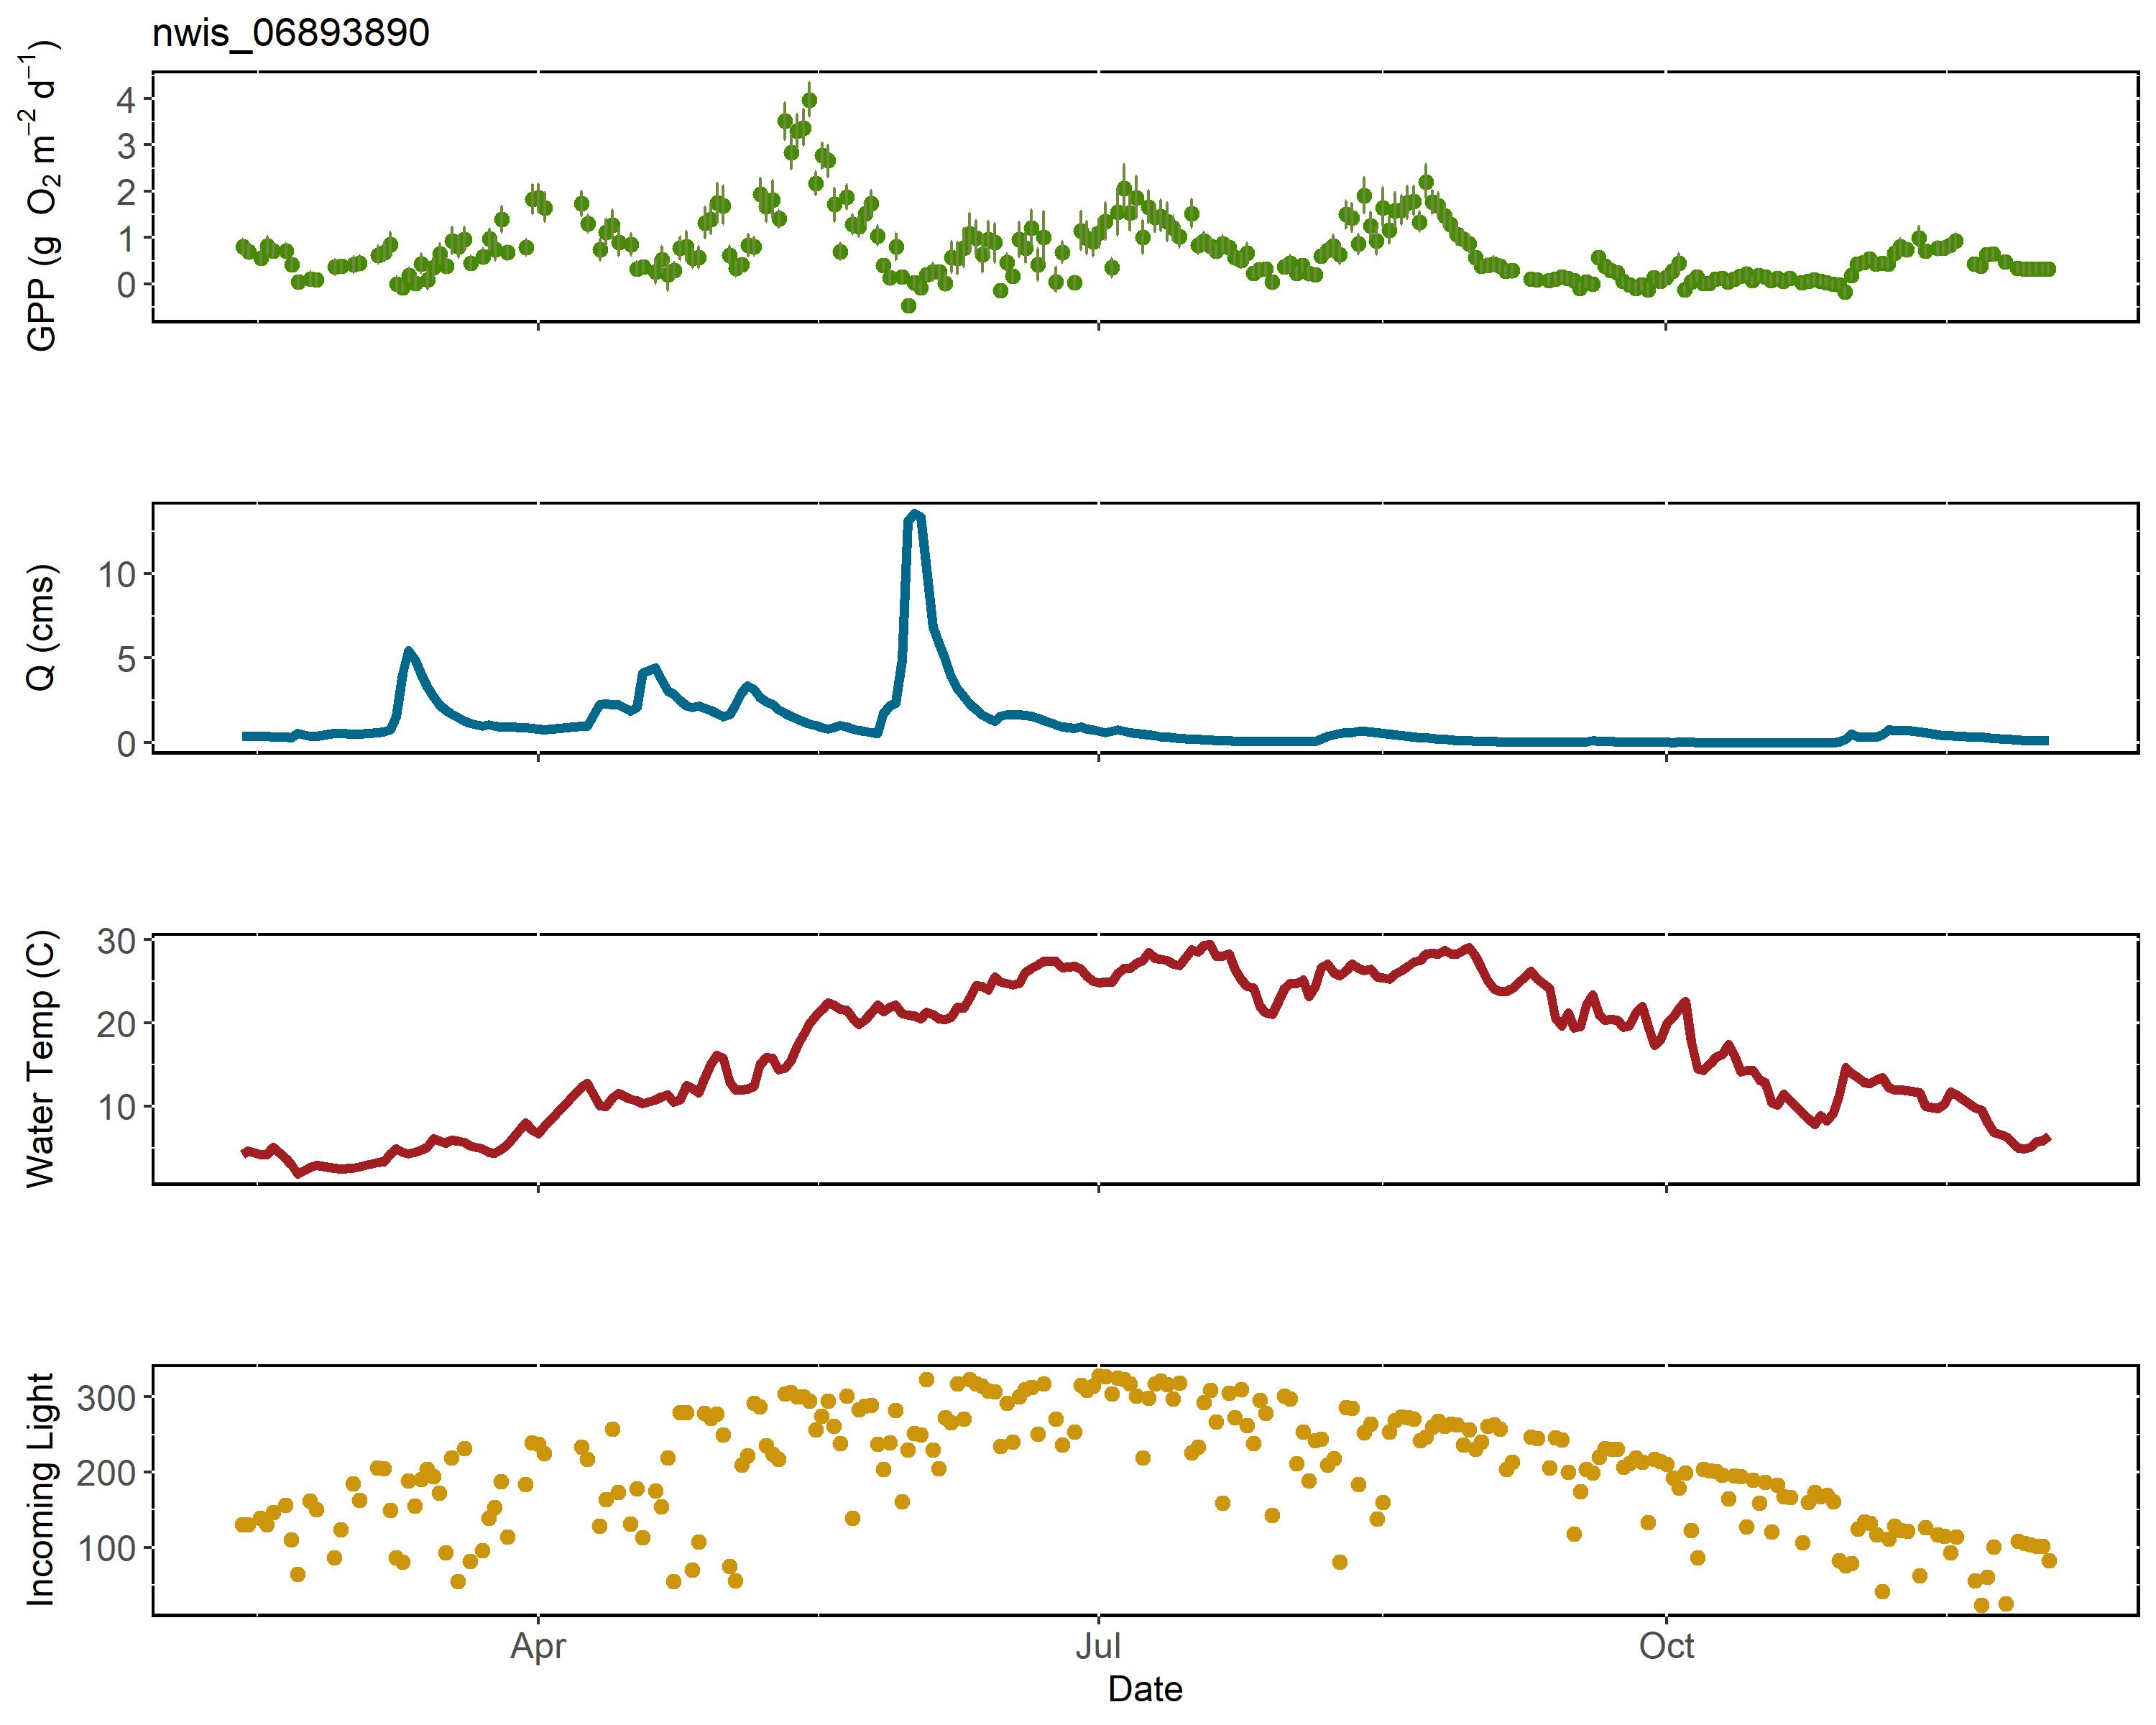 nwis_06893890
GPP (g O₂ m⁻² d⁻¹)
4
3
2
1
0
Q (cms)
10
5
0
Water Temp (C)
30
20
10
Incoming Light
300
200
100
Apr Jul Oct
Date